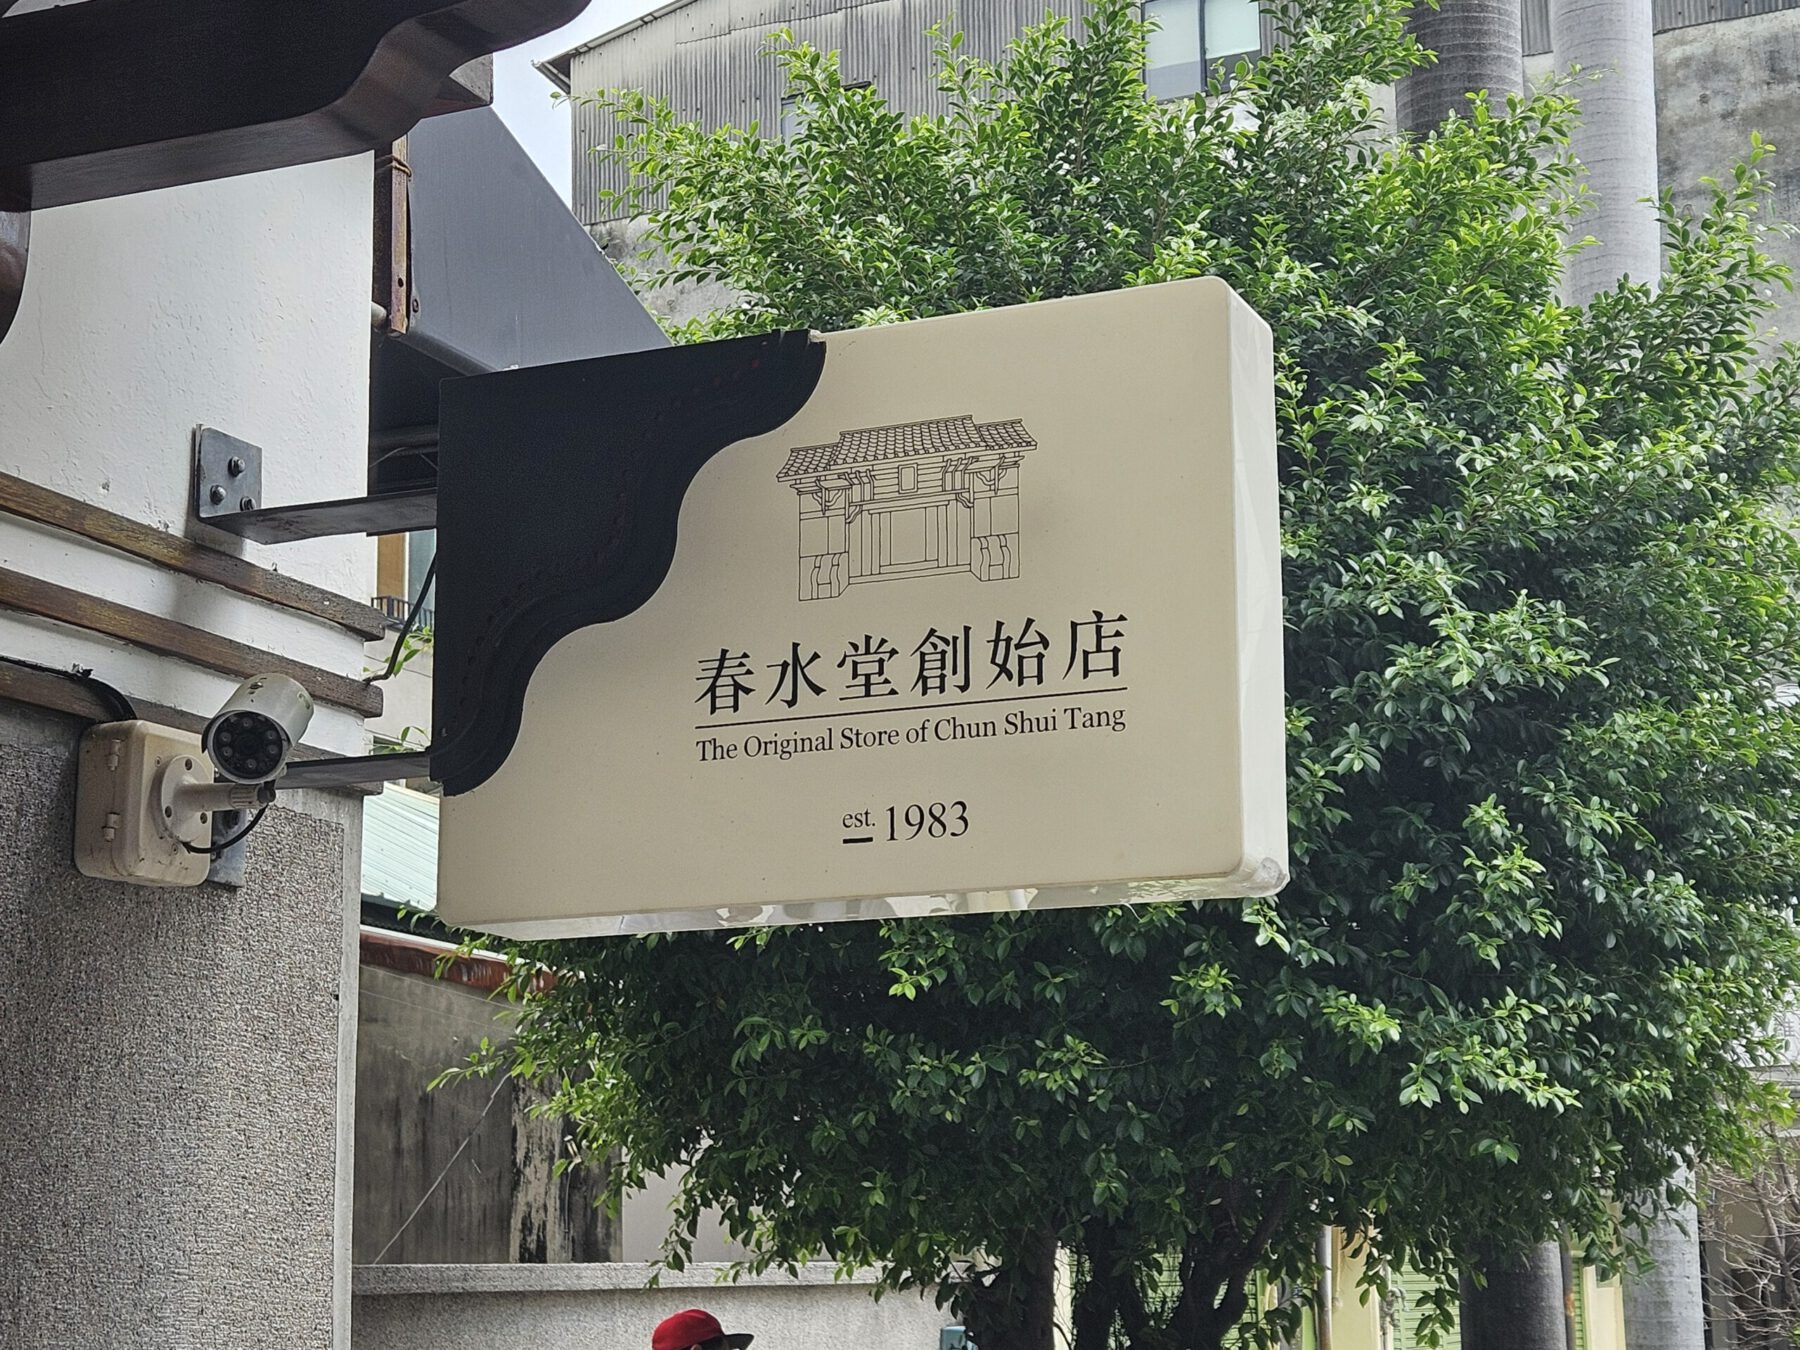 春水堂創始店
The Original Store of Chun Shui Tang
est. 1983